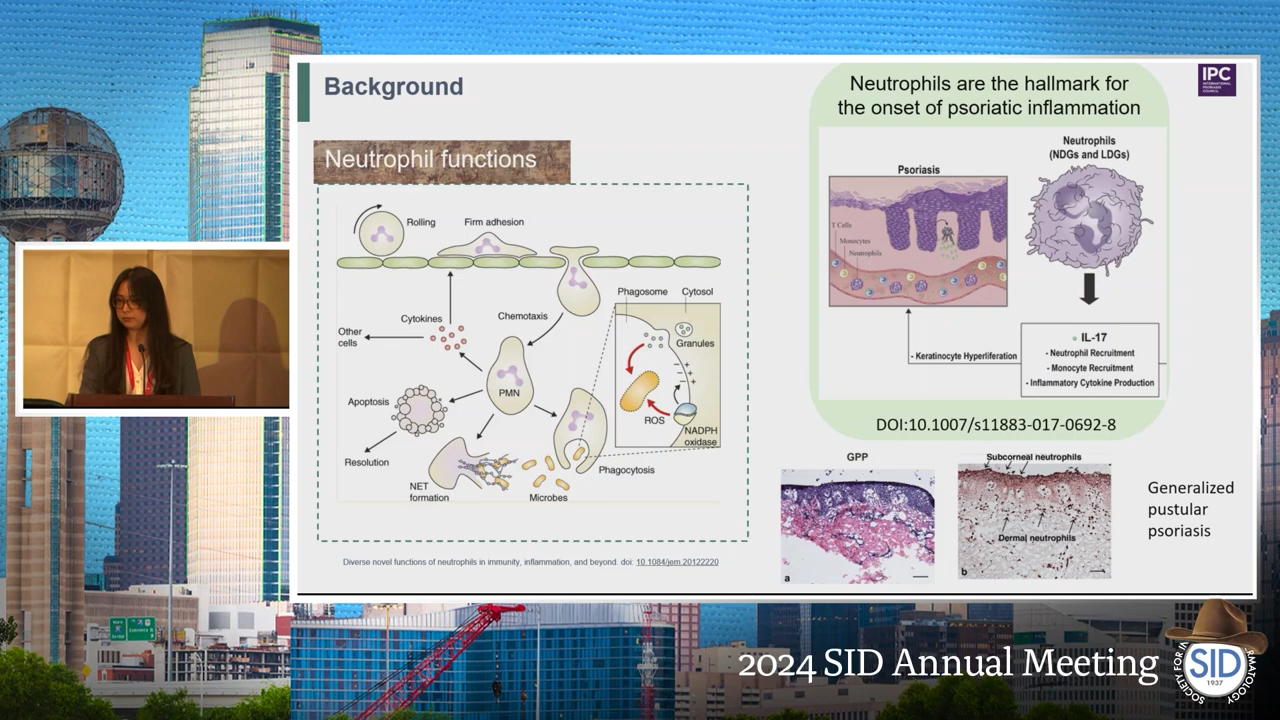 Background
Neutrophil functions
Rolling
Firm adhesion
Phagosome
Cytosol
Cytokines
Chemotaxis
Other
cells
Granules
PMN
Apoptosis
ROS
NADPH
oxidase
Resolution
NET
formation
Microbes
Phagocytosis
Diverse novel functions of neutrophils in immunity, inflammation, and beyond. doi: 10.1084/jem.20122220
Neutrophils are the hallmark for
the onset of psoriatic inflammation
IPC
INTERNATIONAL
PSORIASIS
COUNCIL
Psoriasis
Neutrophils
(NDGs and LDGs)
T Cells
Monocytes
Neutrophils
IL-17
- Neutrophil Recruitment
- Monocyte Recruitment
- Inflammatory Cytokine Production
- Keratinocyte Hyperliferation
DOI:10.1007/s11883-017-0692-8
GPP
a
Subcorneal neutrophils
Dermal neutrophils
b
Generalized
pustular
psoriasis
2024 SID Annual Meeting
SID
1937